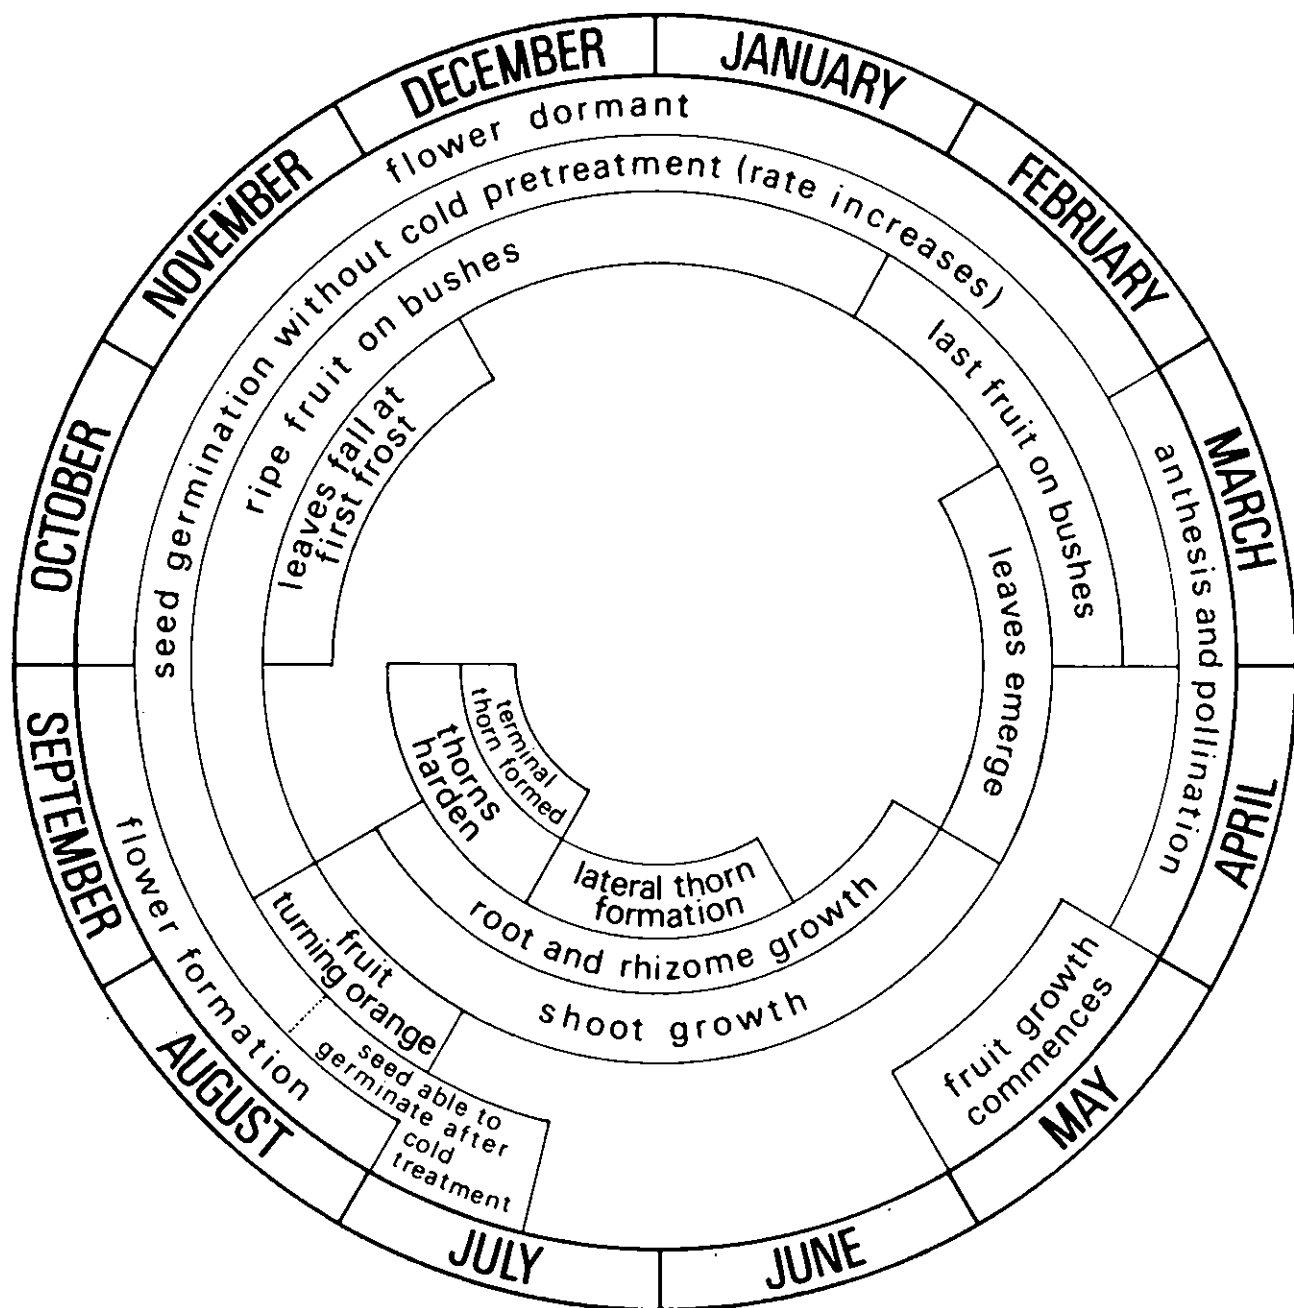 JANUARY
FEBRUARY
MARCH
APRIL
MAY
JUNE
JULY
AUGUST
SEPTEMBER
OCTOBER
NOVEMBER
DECEMBER
flower dormant
seed germination without cold pretreatment (rate increases)
ripe fruit on bushes
last fruit on bushes
leaves fall at
first frost
anthesis and pollination
leaves emerge
terminal
thorn formed
thorns
harden
lateral thorn
formation
root and rhizome growth
shoot growth
fruit
turning orange
seed able to
germinate after
cold
treatment
flower formation
fruit growth
commences